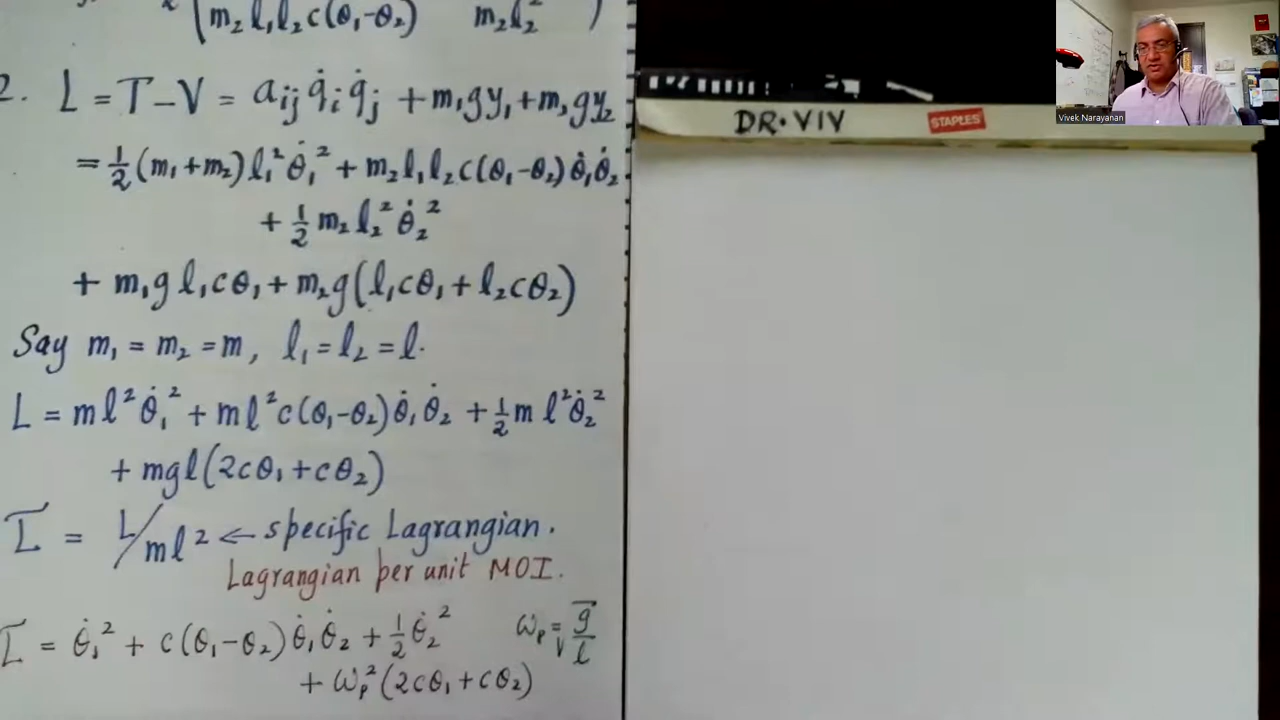 (m₂l₁l₂c(θ₁-θ₂) m₂l₂²)
2. L = T-V = aᵢⱼ q̇ᵢ q̇ⱼ + m₁gy₁ + m₂gy₂
= ½(m₁+m₂)l₁²θ̇₁² + m₂l₁l₂c(θ₁-θ₂)θ̇₁θ̇₂
+ ½m₂l₂²θ̇₂²
+ m₁gl₁cθ₁ + m₂g(l₁cθ₁ + l₂cθ₂)
Say m₁ = m₂ = m, l₁ = l₂ = l.
L = ml²θ̇₁² + ml²c(θ₁-θ₂)θ̇₁θ̇₂ + ½ml²θ̇₂²
+ mgl(2cθ₁ + cθ₂)
L̄ = L/ml² ← specific Lagrangian.
Lagrangian per unit MOI.
L̄ = θ̇₁² + c(θ₁-θ₂)θ̇₁θ̇₂ + ½θ̇₂² ωₚ = √g/l
+ ωₚ²(2cθ₁ + cθ₂)
DR. VIV
STAPLES
Vivek Narayanan